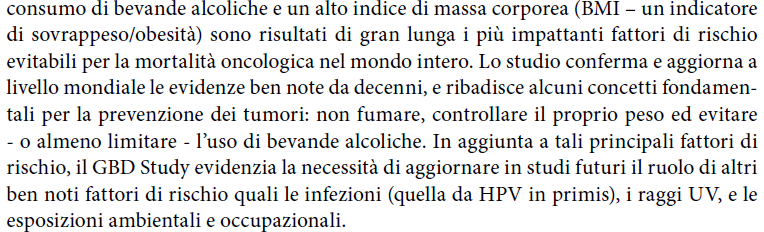 consumo di bevande alcoliche e un alto indice di massa corporea (BMI – un indicatore
di sovrappeso/obesità) sono risultati di gran lunga i più impattanti fattori di rischio
evitabili per la mortalità oncologica nel mondo intero. Lo studio conferma e aggiorna a
livello mondiale le evidenze ben note da decenni, e ribadisce alcuni concetti fondamen-
tali per la prevenzione dei tumori: non fumare, controllare il proprio peso ed evitare
- o almeno limitare - l’uso di bevande alcoliche. In aggiunta a tali principali fattori di
rischio, il GBD Study evidenzia la necessità di aggiornare in studi futuri il ruolo di altri
ben noti fattori di rischio quali le infezioni (quella da HPV in primis), i raggi UV, e le
esposizioni ambientali e occupazionali.